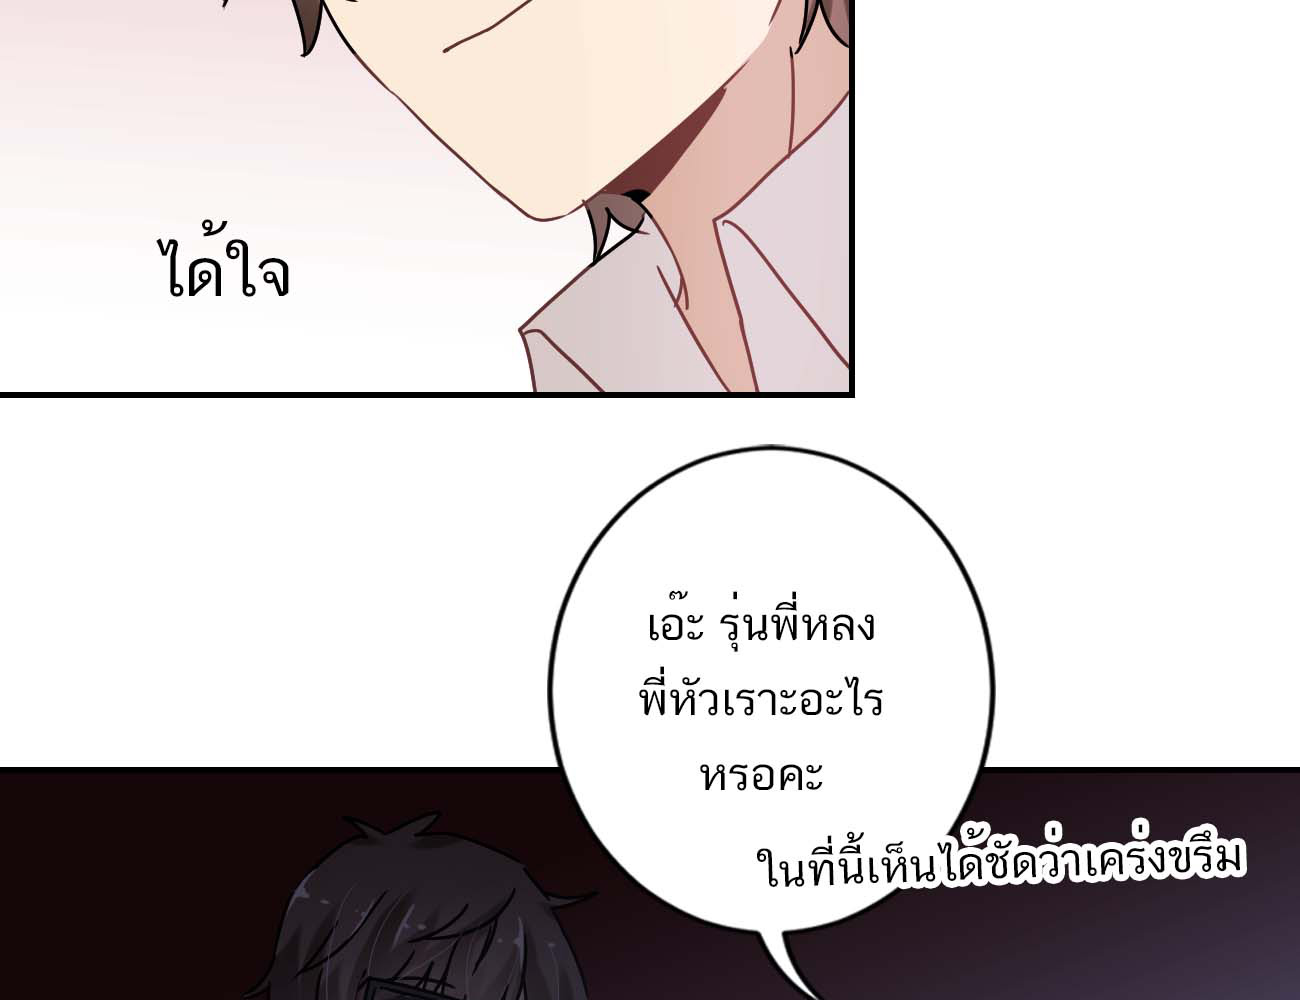 ได้ใจ
เอ๊ะ รุ่นพี่หลง
พี่หัวเราะอะไร
หรอคะ
ในที่นี้เห็นได้ชัดว่าเคร่งขรึม